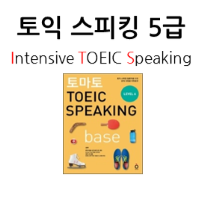 토익 스피킹 5급
Intensive TOEIC Speaking
토마토
TOEIC
SPEAKING
base